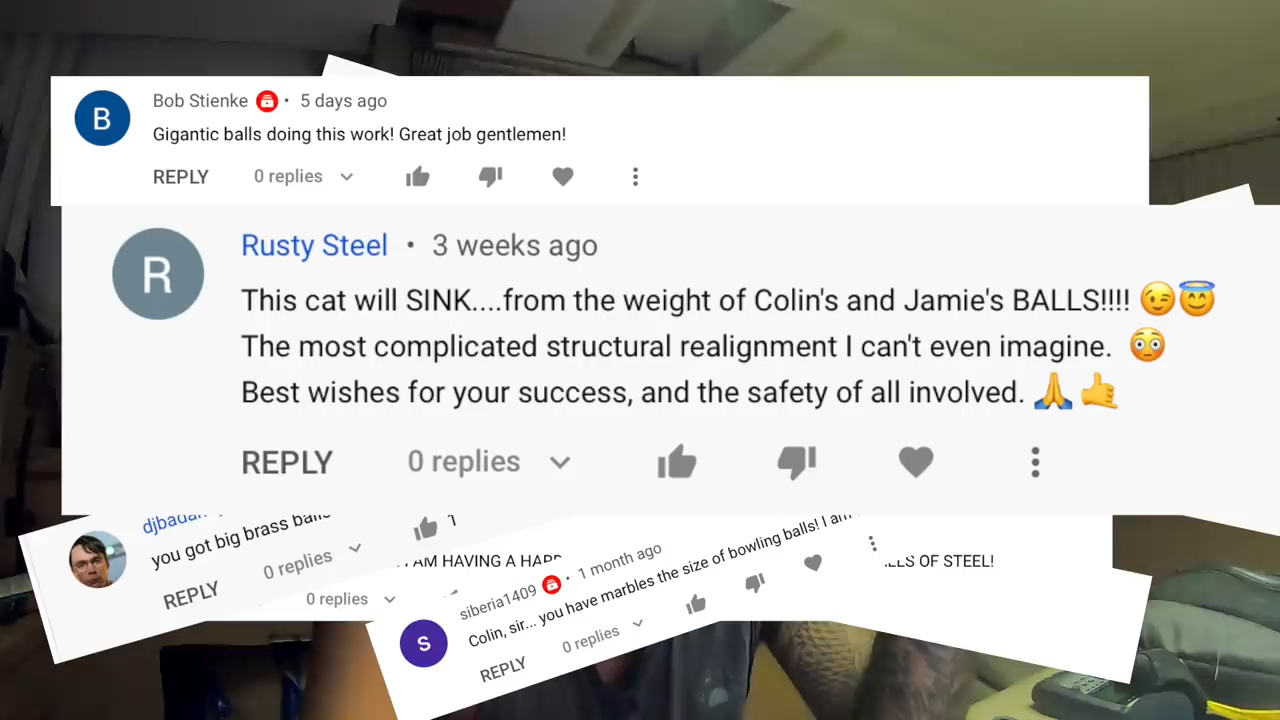 B
Bob Stienke • 5 days ago
Gigantic balls doing this work! Great job gentlemen!
REPLY 0 replies
R
Rusty Steel • 3 weeks ago
This cat will SINK....from the weight of Colin's and Jamie's BALLS!!!! 😉😇
The most complicated structural realignment I can't even imagine. 😳
Best wishes for your success, and the safety of all involved. 🙏🤙
REPLY 0 replies
you got big brass balls
REPLY 0 replies 1
AM HAVING A HARD
LLS OF STEEL!
0 replies
S
siberia1409 • 1 month ago
Colin, sir... you have marbles the size of bowling balls! I am
REPLY 0 replies